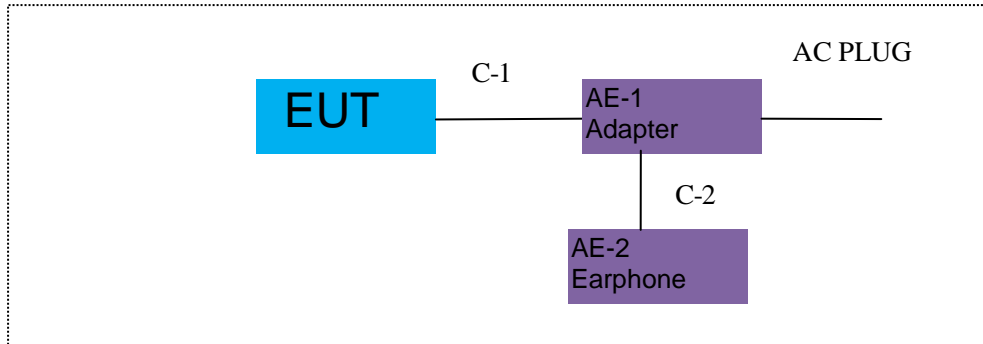 AC PLUG
C-1
EUT
AE-1
Adapter
C-2
AE-2
Earphone